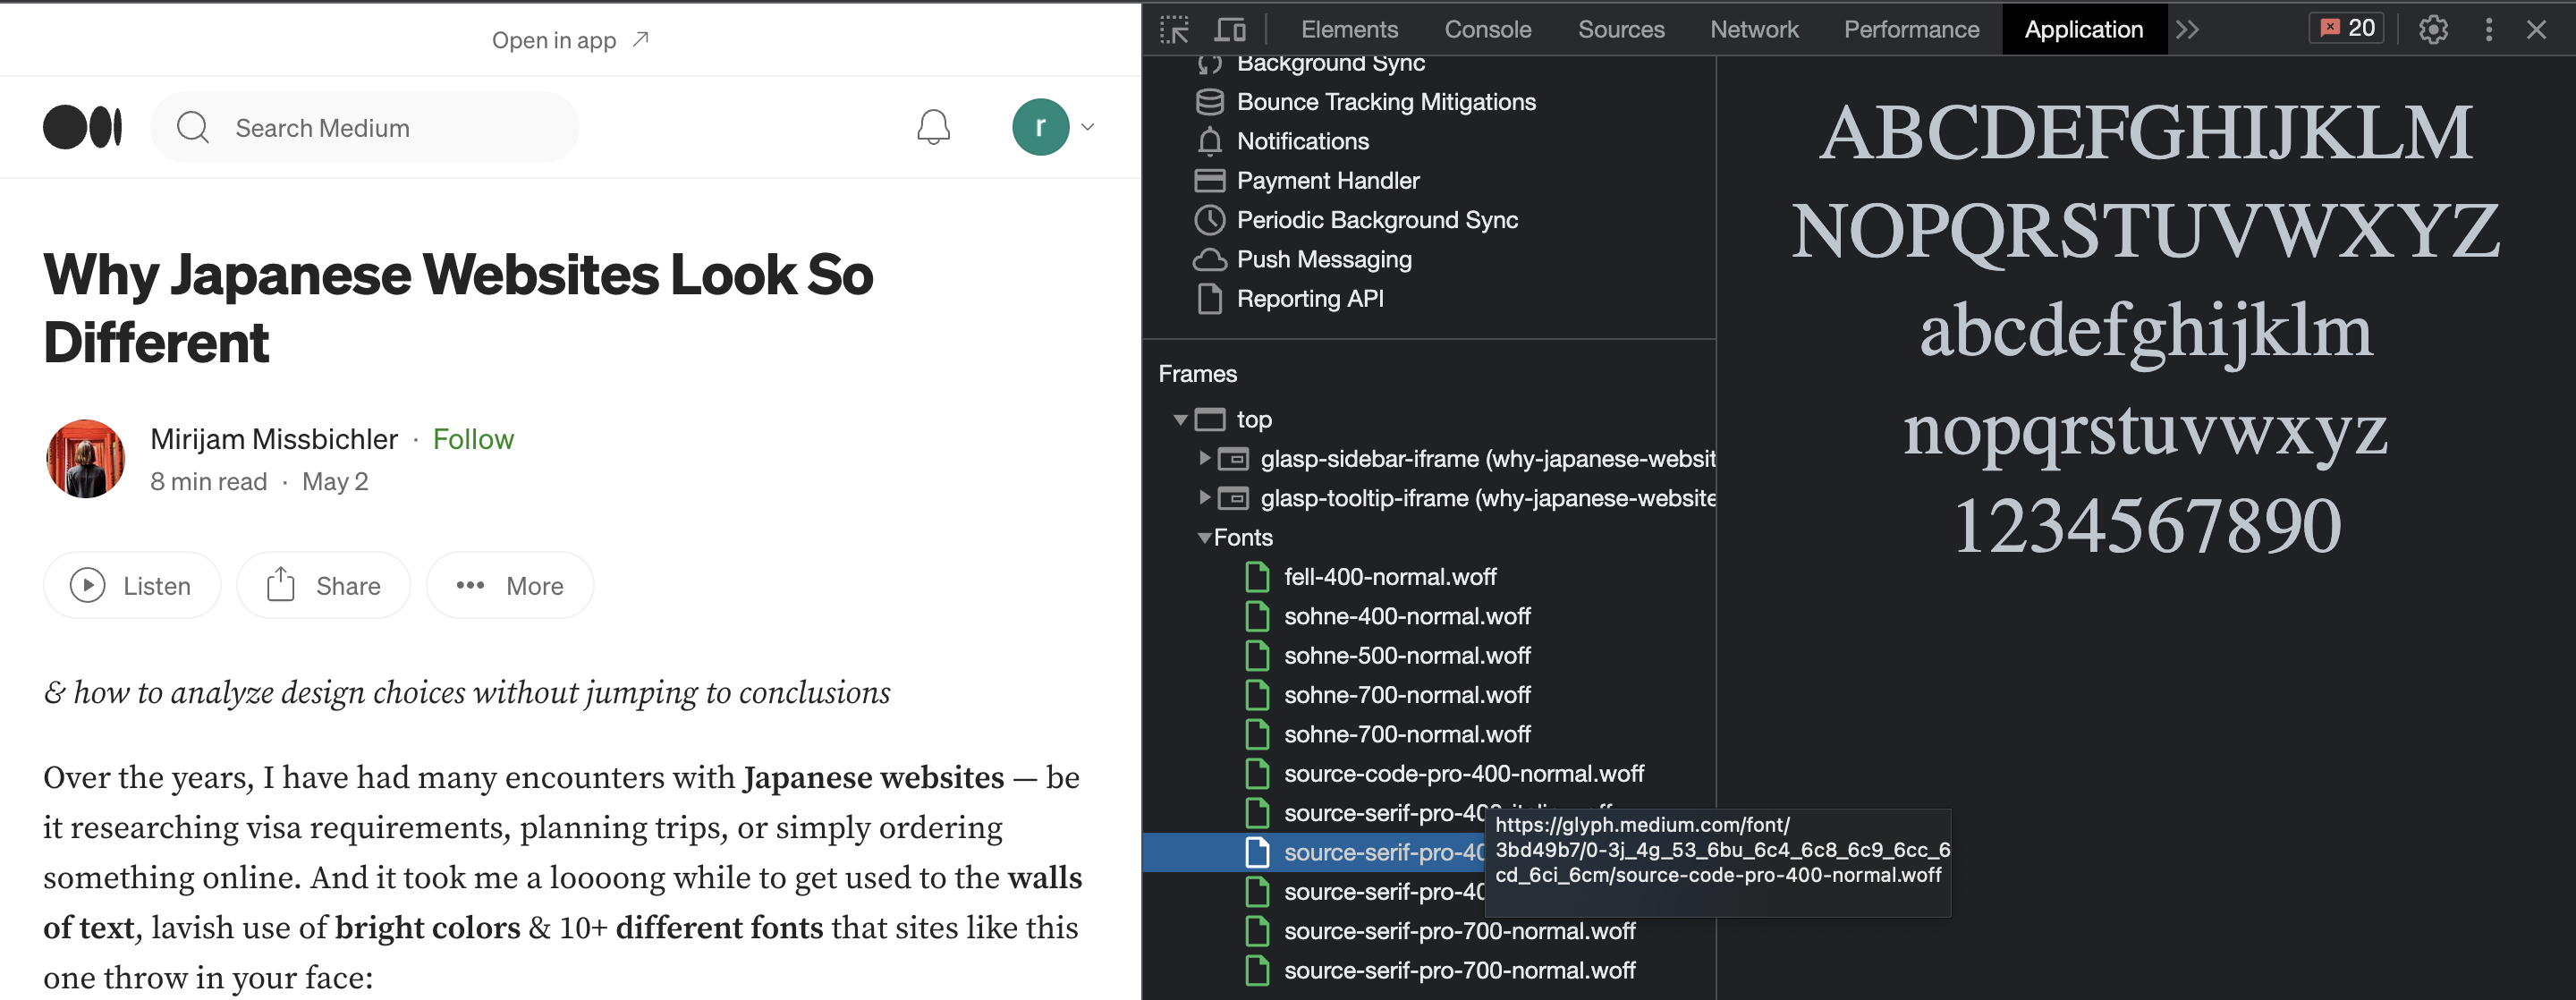 Open in app
Search Medium
r
Why Japanese Websites Look So
Different
Mirijam Missbichler · Follow
8 min read · May 2
Listen
Share
More
& how to analyze design choices without jumping to conclusions
Over the years, I have had many encounters with Japanese websites — be
it researching visa requirements, planning trips, or simply ordering
something online. And it took me a loooong while to get used to the walls
of text, lavish use of bright colors & 10+ different fonts that sites like this
one throw in your face:
Elements Console Sources Network Performance Application 20
Background Sync
Bounce Tracking Mitigations
Notifications
Payment Handler
Periodic Background Sync
Push Messaging
Reporting API
Frames
top
glasp-sidebar-iframe (why-japanese-websit
glasp-tooltip-iframe (why-japanese-website
Fonts
fell-400-normal.woff
sohne-400-normal.woff
sohne-500-normal.woff
sohne-700-normal.woff
sohne-700-normal.woff
source-code-pro-400-normal.woff
source-serif-pro-400-italic.woff
source-serif-pro-40
source-serif-pro-40
source-serif-pro-700-normal.woff
source-serif-pro-700-normal.woff
https://glyph.medium.com/font/
3bd49b7/0-3j_4g_53_6bu_6c4_6c8_6c9_6cc_6
cd_6ci_6cm/source-code-pro-400-normal.woff
ABCDEFGHIJKLM
NOPQRSTUVWXYZ
abcdefghijklm
nopqrstuvwxyz
1234567890